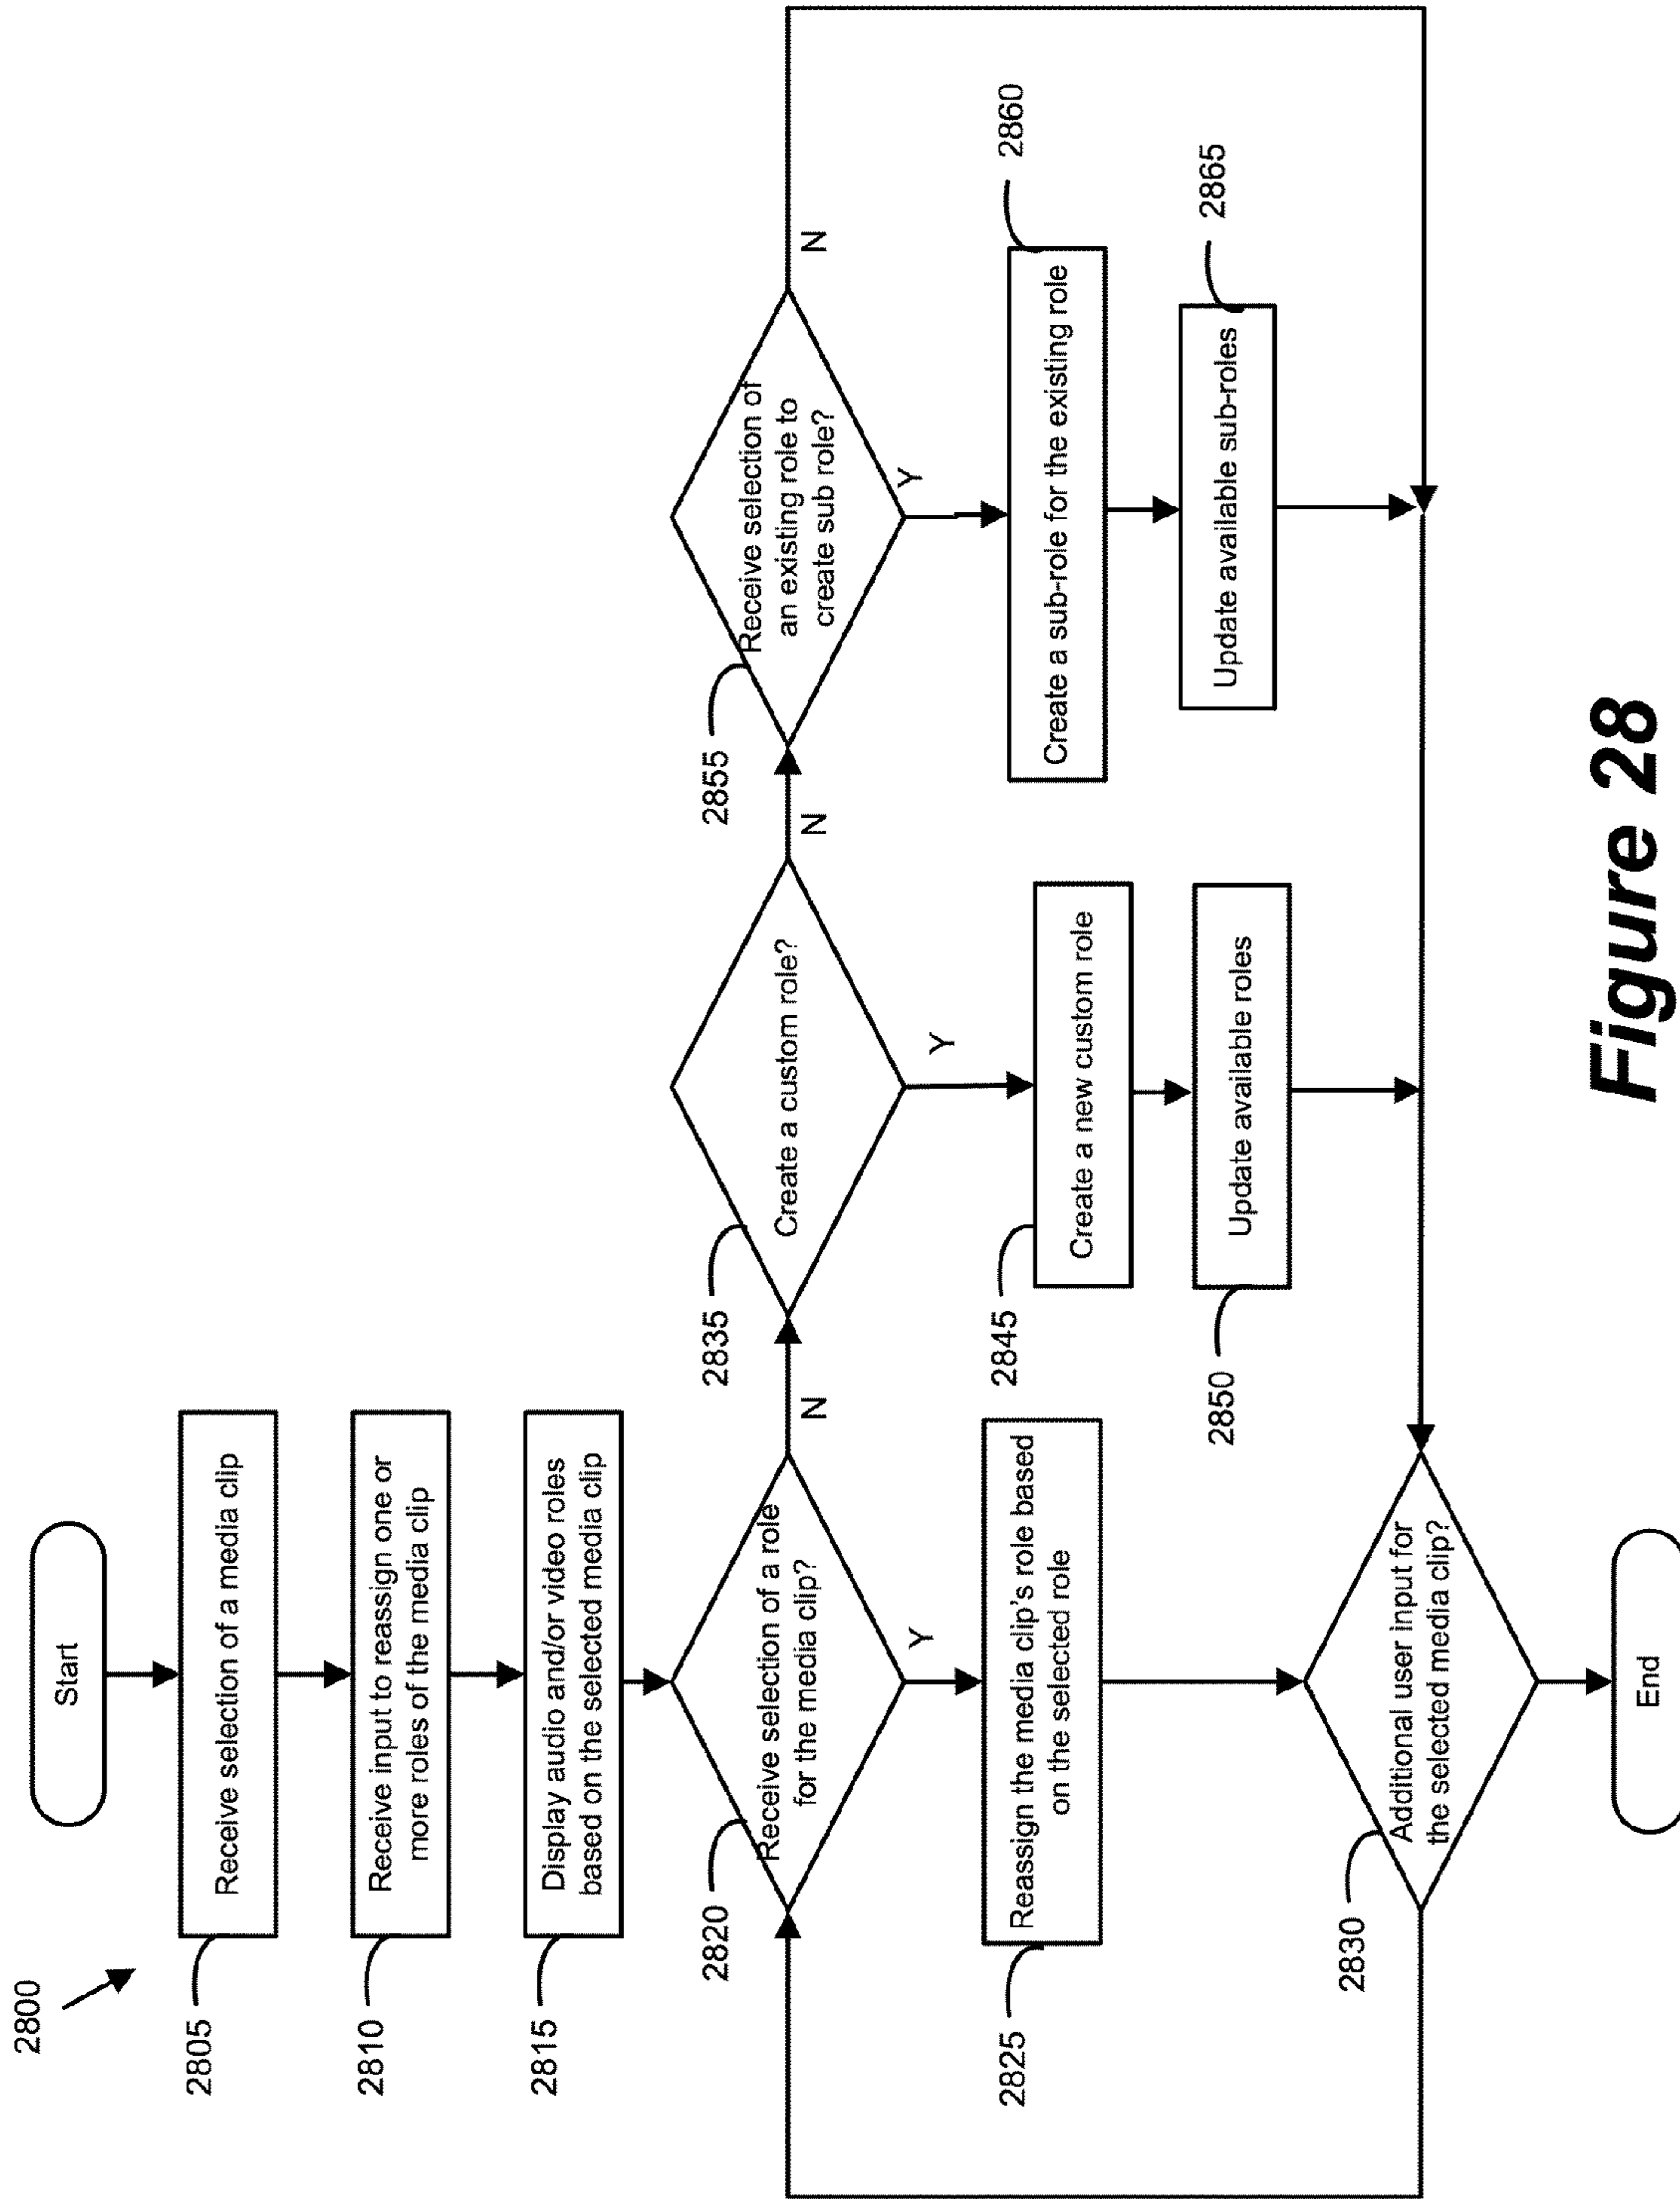 2800
Start
2805
Receive selection of a media clip
2810
Receive input to reassign one or
more roles of the media clip
2815
Display audio and/or video roles
based on the selected media clip
2820
Receive selection of a role
for the media clip?
N
Y
2835
Create a custom role?
N
Y
2855
Receive selection of
an existing role to
create sub role?
N
Y
2825
Reassign the media clip's role based
on the selected role
2845
Create a new custom role
2860
Create a sub-role for the existing role
2850
Update available roles
2865
Update available sub-roles
2830
Additional user input for
the selected media clip?
End
Figure 28